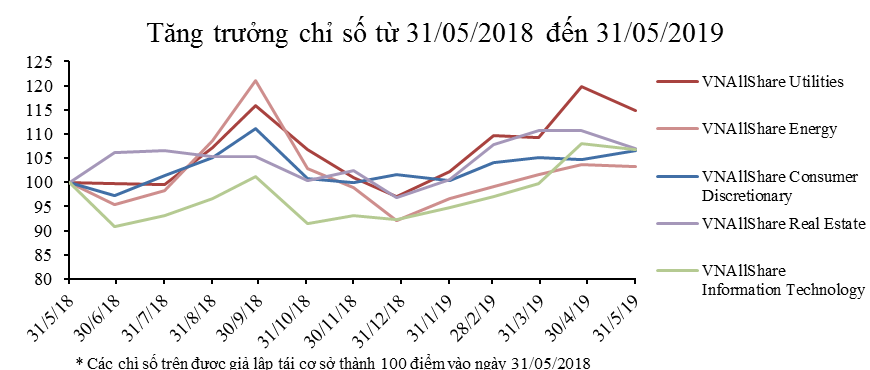 Tăng trưởng chỉ số từ 31/05/2018 đến 31/05/2019
125
120
115
110
105
100
95
90
85
80
31/5/18
30/6/18
31/7/18
31/8/18
30/9/18
31/10/18
30/11/18
31/12/18
31/1/19
28/2/19
31/3/19
30/4/19
31/5/19
VNAllShare Utilities
VNAllShare Energy
VNAllShare Consumer
Discretionary
VNAllShare Real Estate
VNAllShare
Information Technology
* Các chỉ số trên được giả lập tái cơ sở thành 100 điểm vào ngày 31/05/2018